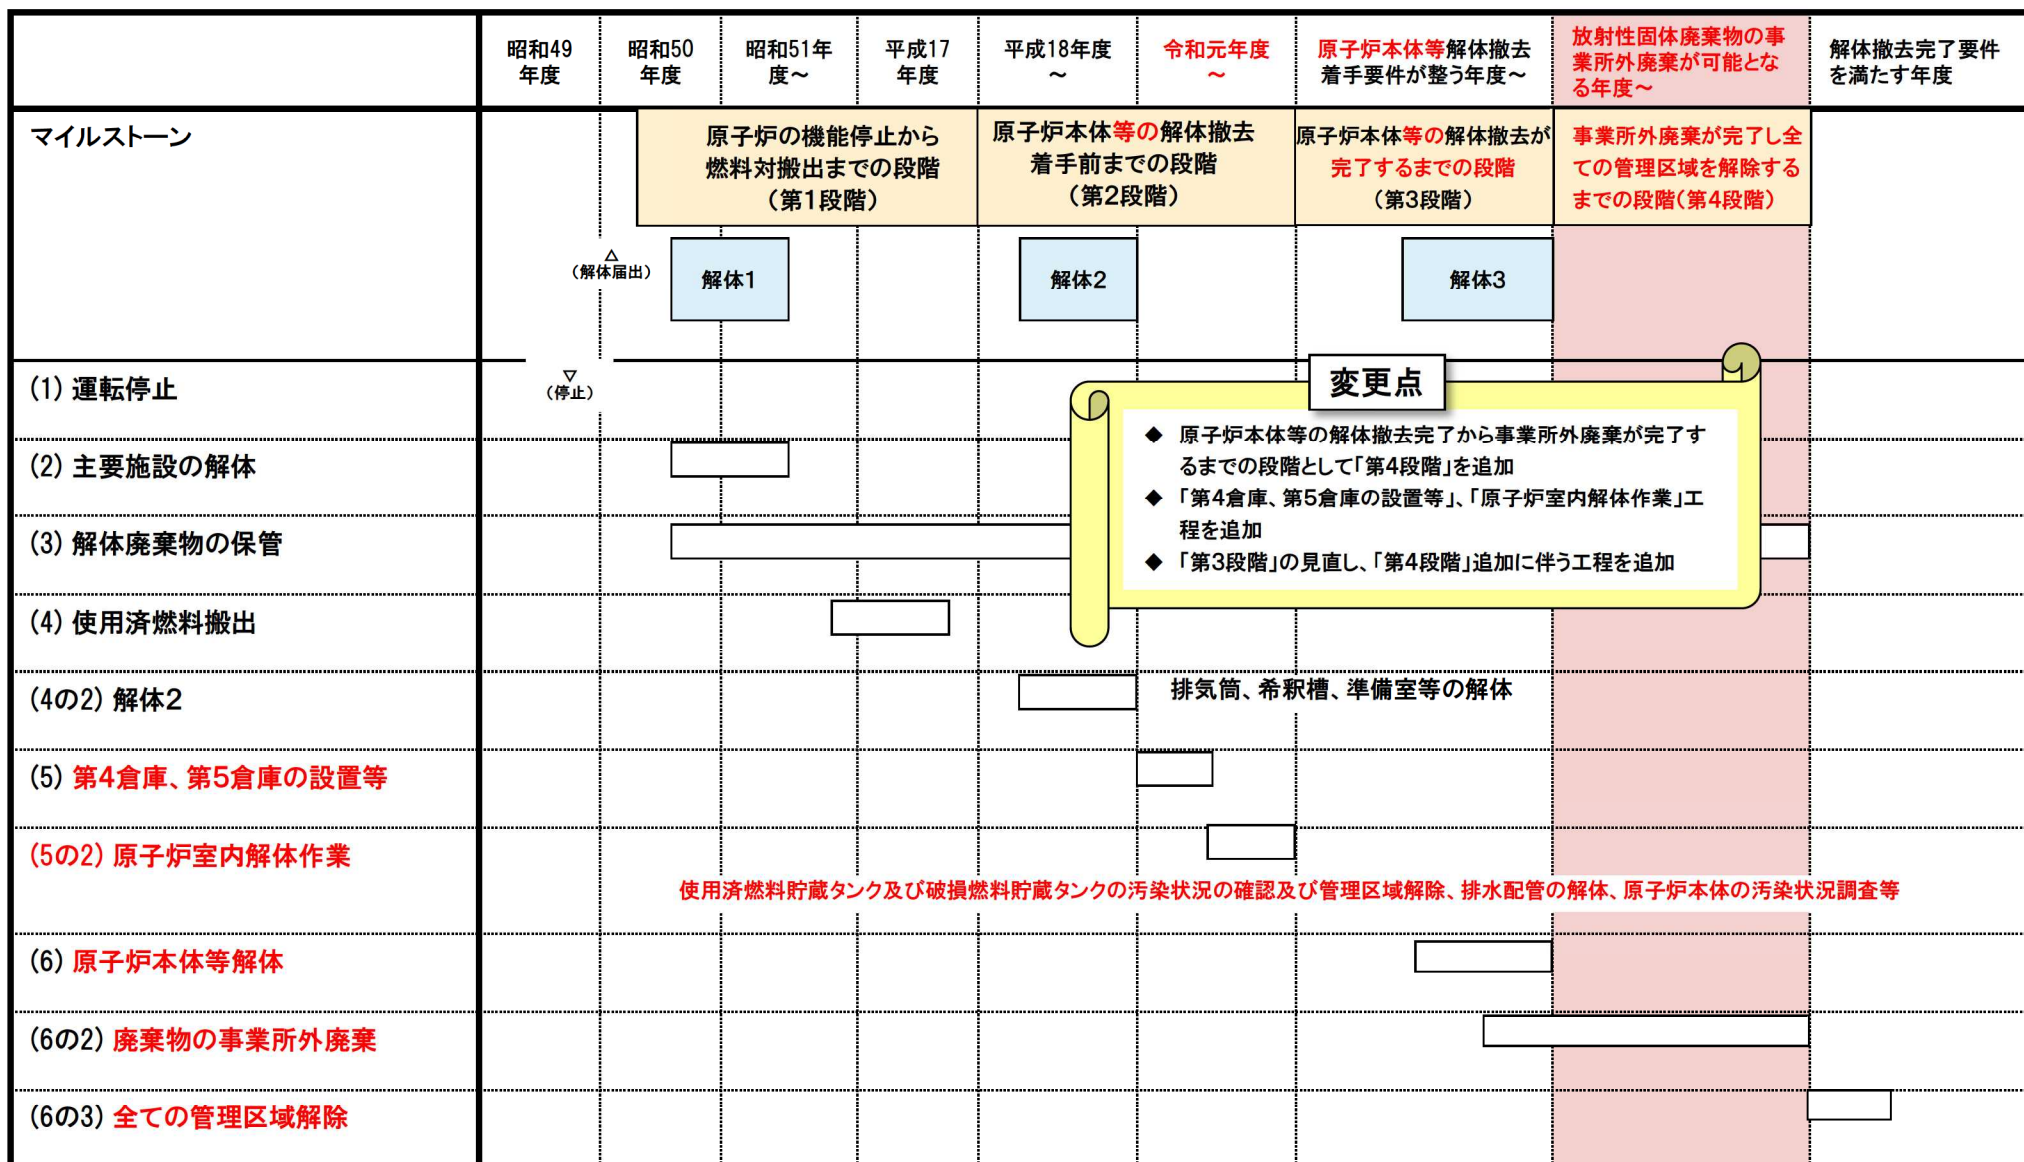 昭和49
年度
昭和50
年度
昭和51年
度～
平成17
年度
平成18年度
～
令和元年度
～
原子炉本体等解体撤去
着手要件が整う年度～
放射性固体廃棄物の事
業所外廃棄が可能とな
る年度～
解体撤去完了要件
を満たす年度
マイルストーン
原子炉の機能停止から
燃料対搬出までの段階
（第1段階）
原子炉本体等の解体撤去
着手前までの段階
（第2段階）
原子炉本体等の解体撤去が
完了するまでの段階
（第3段階）
事業所外廃棄が完了し全
ての管理区域を解除する
までの段階（第4段階）
△
（解体届出）
解体1
解体2
解体3
(1) 運転停止
▽
（停止）
変更点
◆ 原子炉本体等の解体撤去完了から事業所外廃棄が完了す
るまでの段階として「第4段階」を追加
◆ 「第4倉庫、第5倉庫の設置等」、「原子炉室内解体作業」工
程を追加
◆ 「第3段階」の見直し、「第4段階」追加に伴う工程を追加
(2) 主要施設の解体
(3) 解体廃棄物の保管
(4) 使用済燃料搬出
(4の2) 解体2
排気筒、希釈槽、準備室等の解体
(5) 第4倉庫、第5倉庫の設置等
(5の2) 原子炉室内解体作業
使用済燃料貯蔵タンク及び破損燃料貯蔵タンクの汚染状況の確認及び管理区域解除、排水配管の解体、原子炉本体の汚染状況調査等
(6) 原子炉本体等解体
(6の2) 廃棄物の事業所外廃棄
(6の3) 全ての管理区域解除